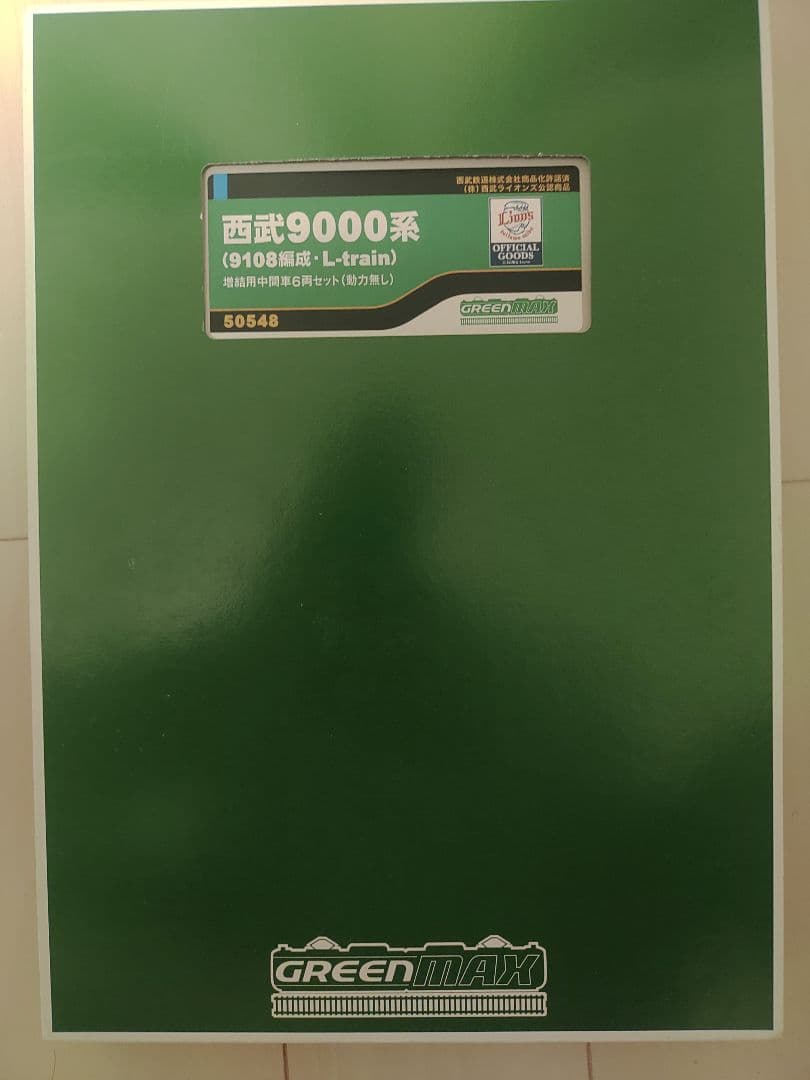 西武鉄道株式会社商品化許諾済
(株)西武ライオンズ公認商品
西武9000系
(9108編成・L-train)
増結用中間車6両セット(動力無し)
Lions
OFFICIAL
GOODS
50548
GREENMAX
GREENMAX